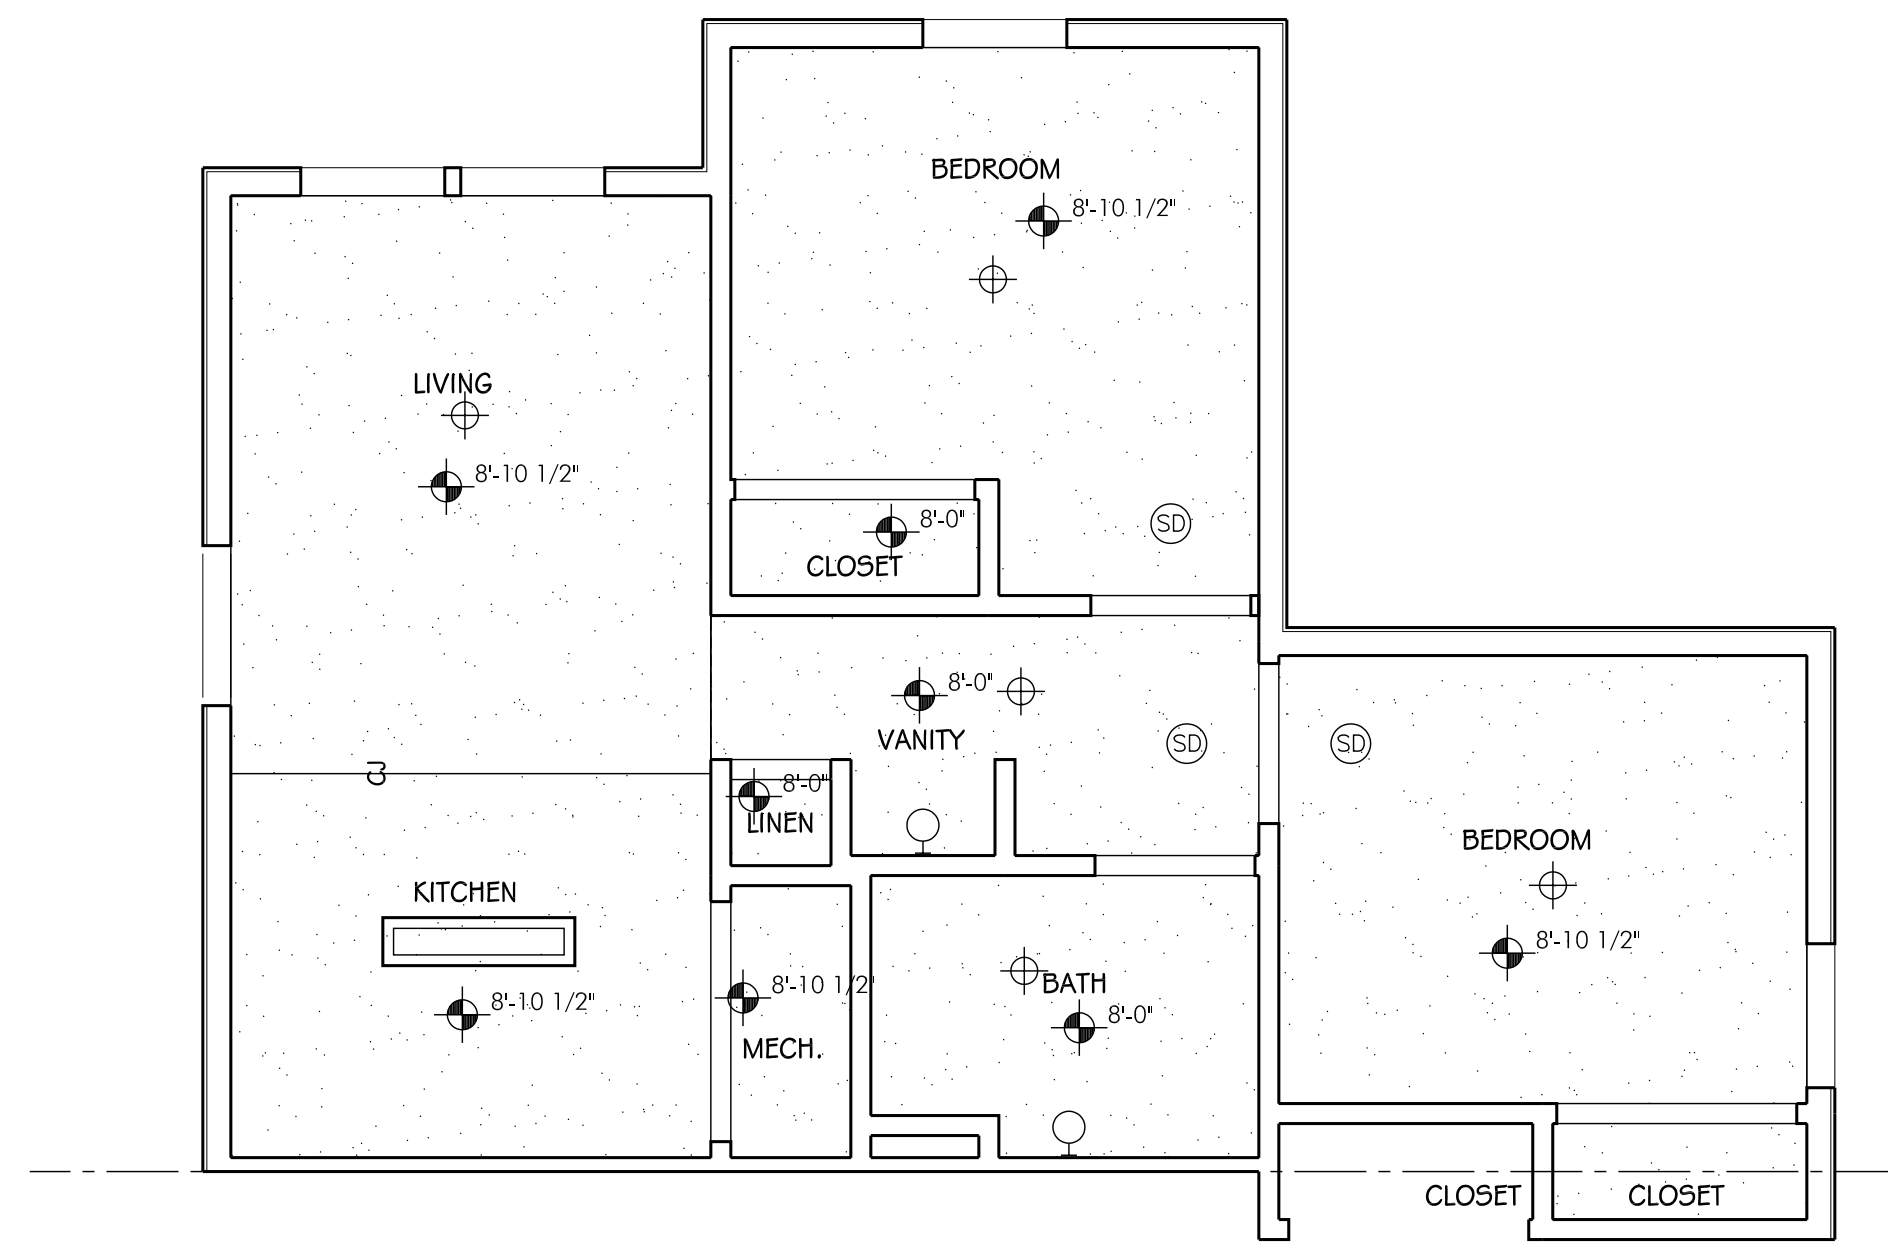 BEDROOM
8'-10 1/2"
LIVING
8'-10 1/2"
8'-0"
SD
CLOSET
8'-0"
VANITY
SD
SD
CJ
8'-0"
LINEN
BEDROOM
KITCHEN
8'-10 1/2"
8'-10 1/2"
BATH
8'-10 1/2"
8'-0"
MECH.
CLOSET
CLOSET